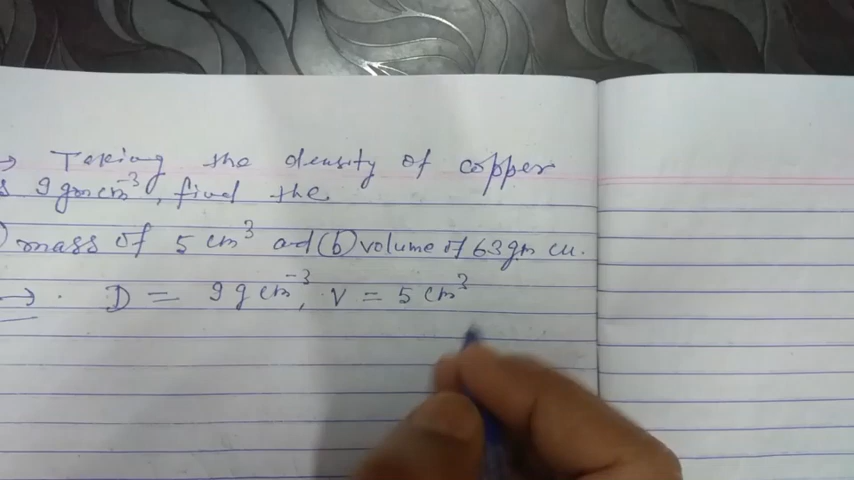 → Taking the density of copper
s 9 gm cm⁻³, find the
) mass of 5 cm³ ad (b) volume of 63 gm cu.
→ . D = 9 g cm⁻³, V = 5 cm³